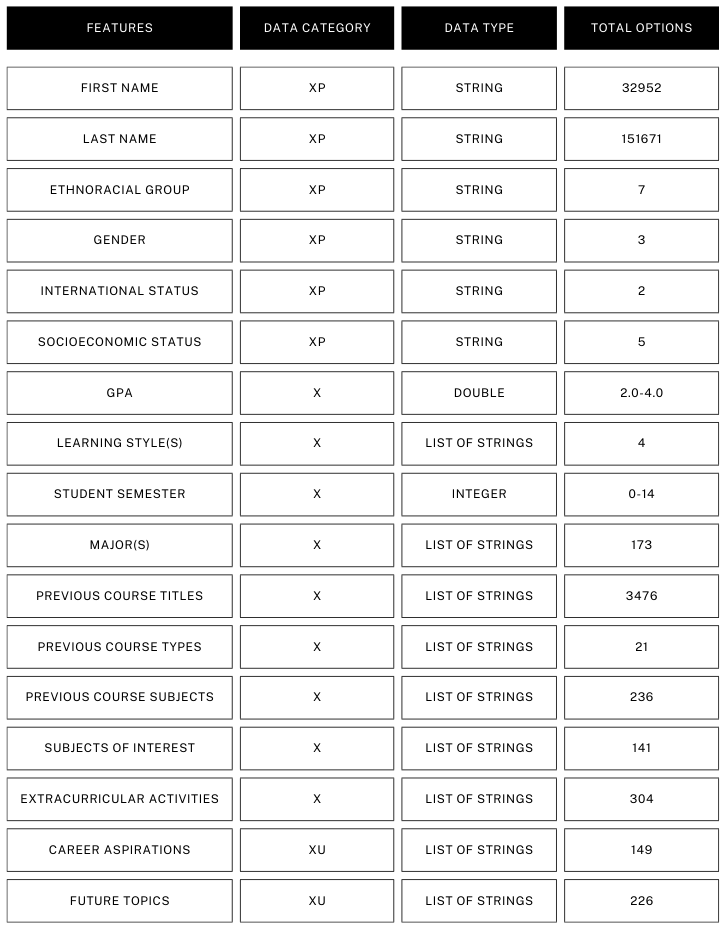 FEATURES DATA CATEGORY DATA TYPE TOTAL OPTIONS
FIRST NAME XP STRING 32952
LAST NAME XP STRING 151671
ETHNORACIAL GROUP XP STRING 7
GENDER XP STRING 3
INTERNATIONAL STATUS XP STRING 2
SOCIOECONOMIC STATUS XP STRING 5
GPA X DOUBLE 2.0-4.0
LEARNING STYLE(S) X LIST OF STRINGS 4
STUDENT SEMESTER X INTEGER 0-14
MAJOR(S) X LIST OF STRINGS 173
PREVIOUS COURSE TITLES X LIST OF STRINGS 3476
PREVIOUS COURSE TYPES X LIST OF STRINGS 21
PREVIOUS COURSE SUBJECTS X LIST OF STRINGS 236
SUBJECTS OF INTEREST X LIST OF STRINGS 141
EXTRACURRICULAR ACTIVITIES X LIST OF STRINGS 304
CAREER ASPIRATIONS XU LIST OF STRINGS 149
FUTURE TOPICS XU LIST OF STRINGS 226